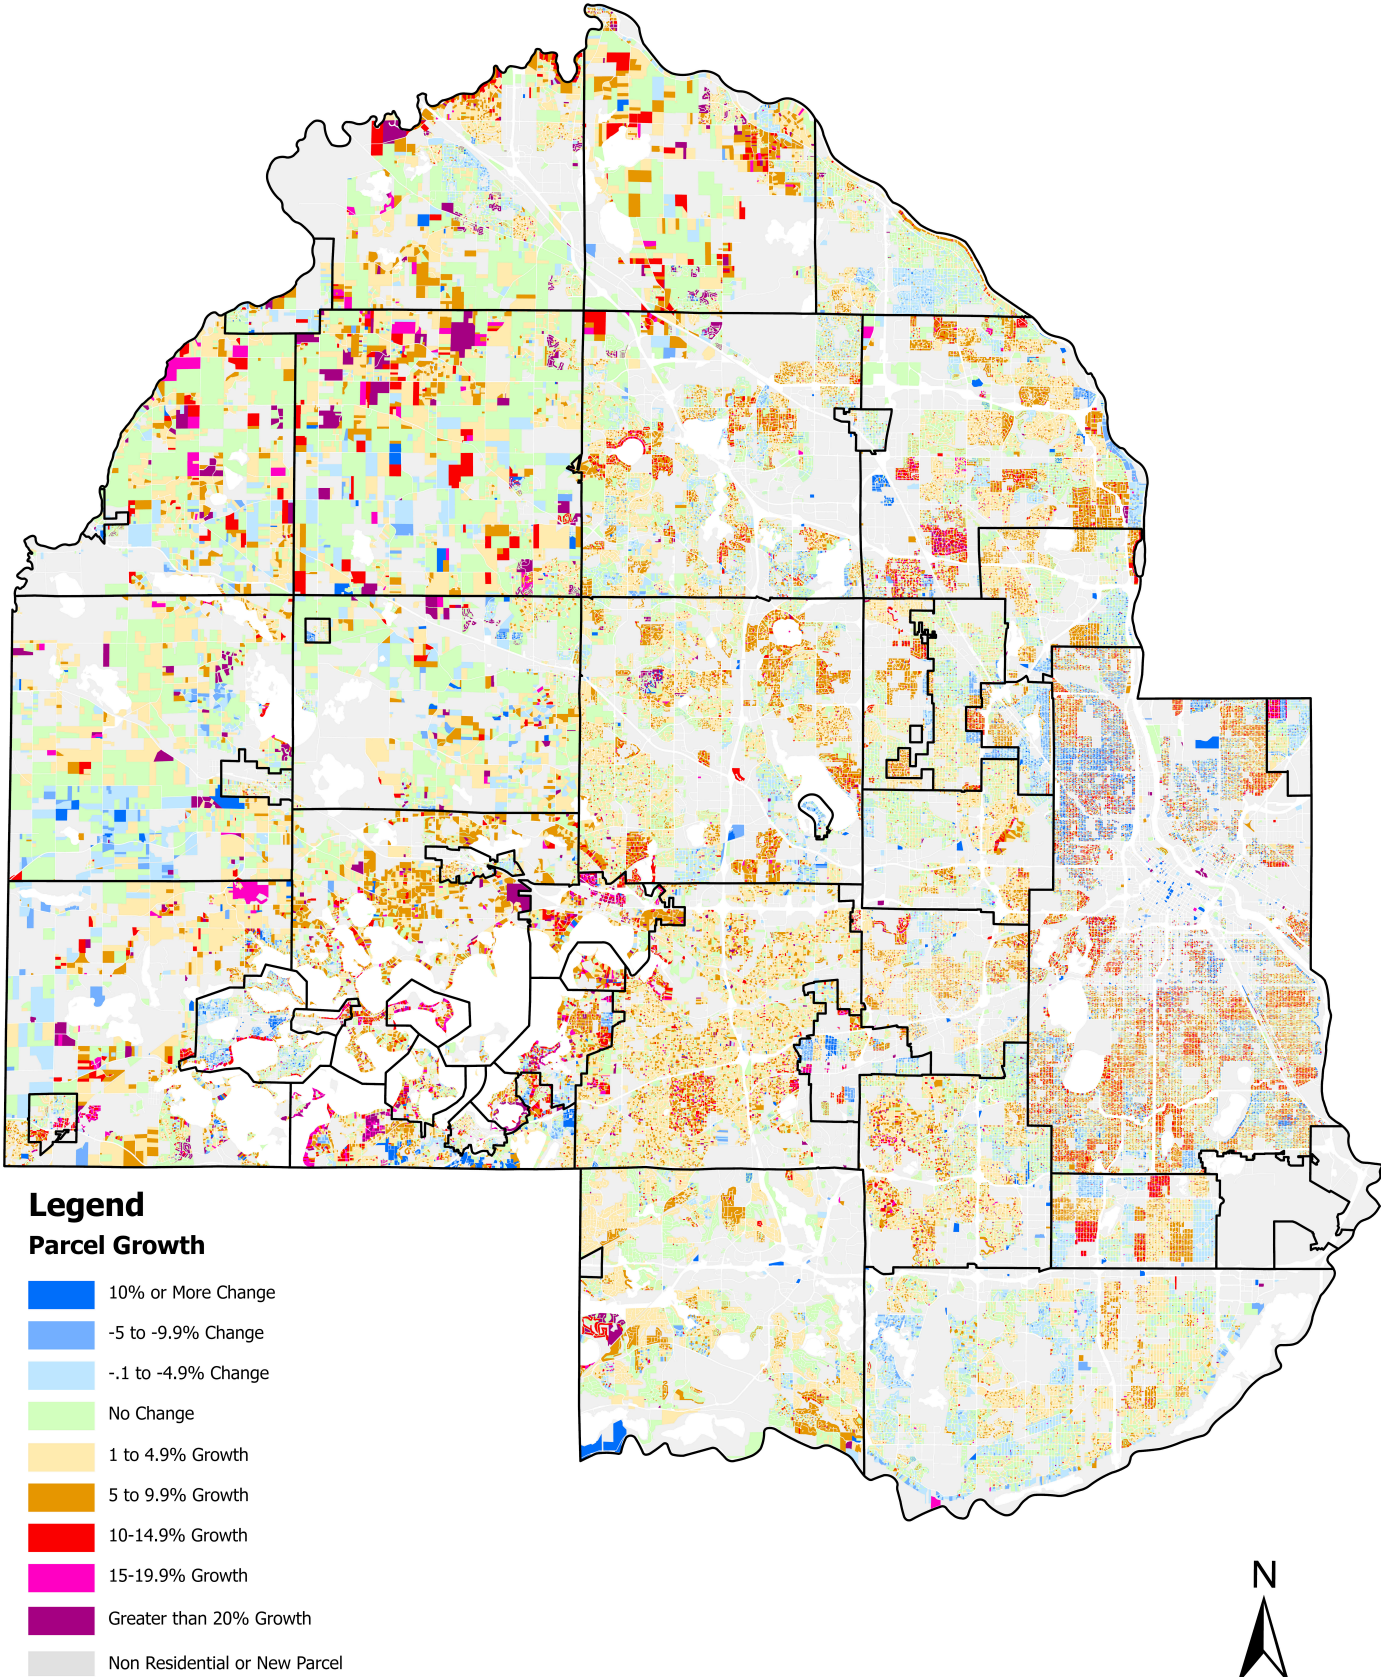 Legend
Parcel Growth
10% or More Change
-5 to -9.9% Change
-.1 to -4.9% Change
No Change
1 to 4.9% Growth
5 to 9.9% Growth
10-14.9% Growth
15-19.9% Growth
Greater than 20% Growth
Non Residential or New Parcel
N